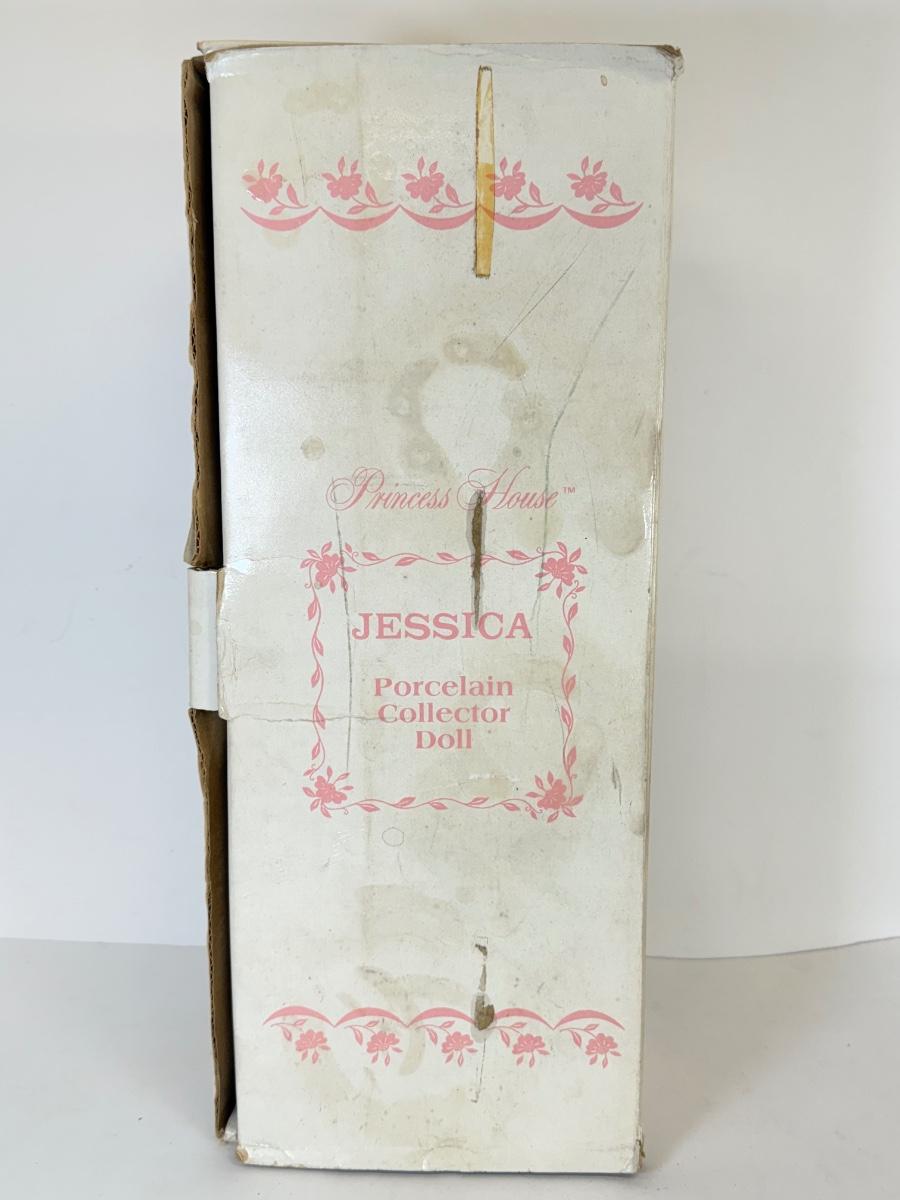 Princess House™
JESSICA
Porcelain
Collector
Doll